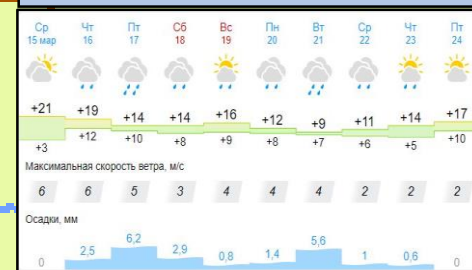 Ср Чт Пт Сб Вс Пн Вт Ср Чт Пт
15 мар 16 17 18 19 20 21 22 23 24
+21 +19 +14 +14 +16 +12 +9 +11 +14 +17
+3 +12 +10 +8 +9 +8 +7 +6 +5 +10
Максимальная скорость ветра, м/с
6 6 5 3 4 4 4 2 2 2
Осадки, мм
0 2,5 6,2 2,9 0,8 1,4 5,6 1 0,6 0